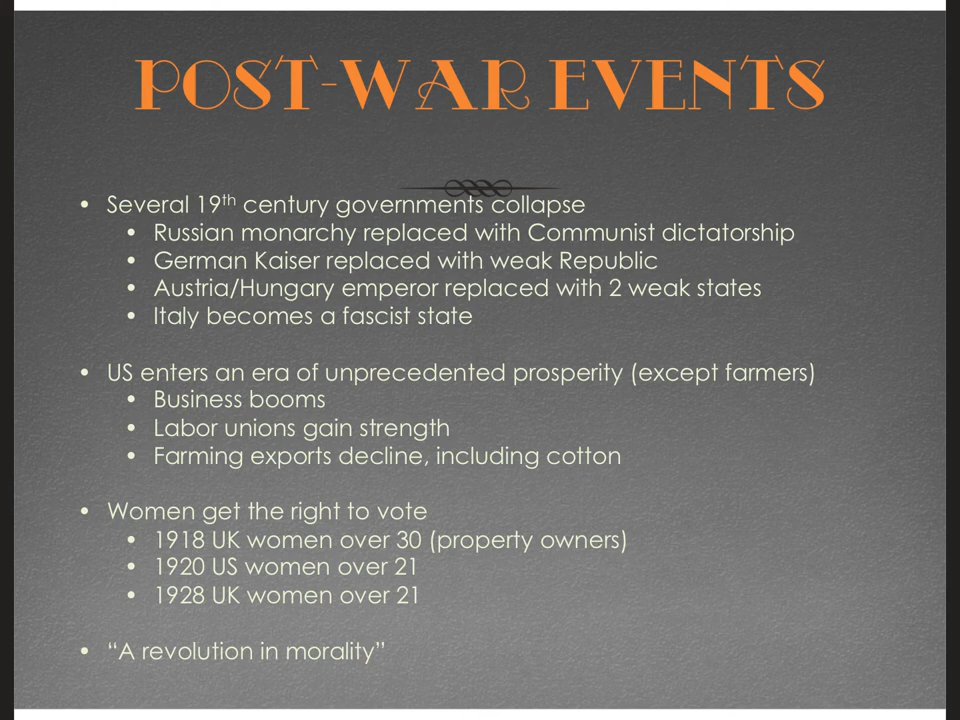 POST-WAR EVENTS
• Several 19th century governments collapse
• Russian monarchy replaced with Communist dictatorship
• German Kaiser replaced with weak Republic
• Austria/Hungary emperor replaced with 2 weak states
• Italy becomes a fascist state
• US enters an era of unprecedented prosperity (except farmers)
• Business booms
• Labor unions gain strength
• Farming exports decline, including cotton
• Women get the right to vote
• 1918 UK women over 30 (property owners)
• 1920 US women over 21
• 1928 UK women over 21
• “A revolution in morality”